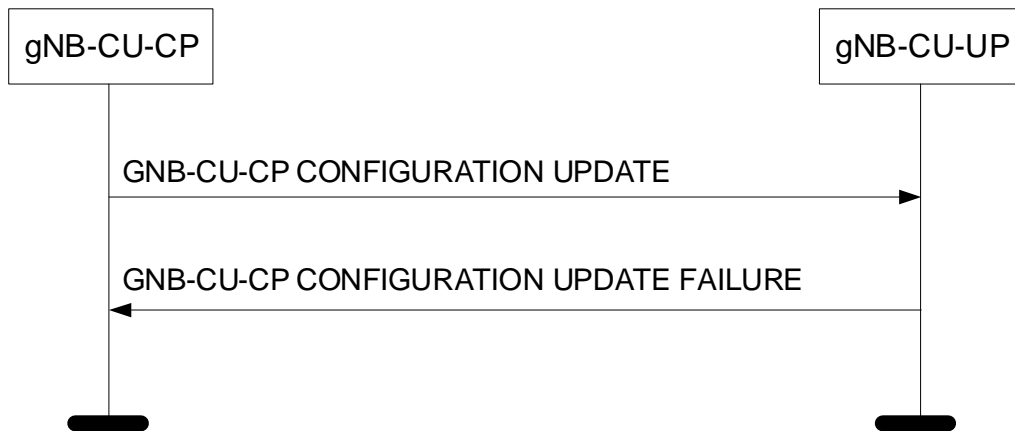 gNB-CU-CP
gNB-CU-UP
GNB-CU-CP CONFIGURATION UPDATE
GNB-CU-CP CONFIGURATION UPDATE FAILURE